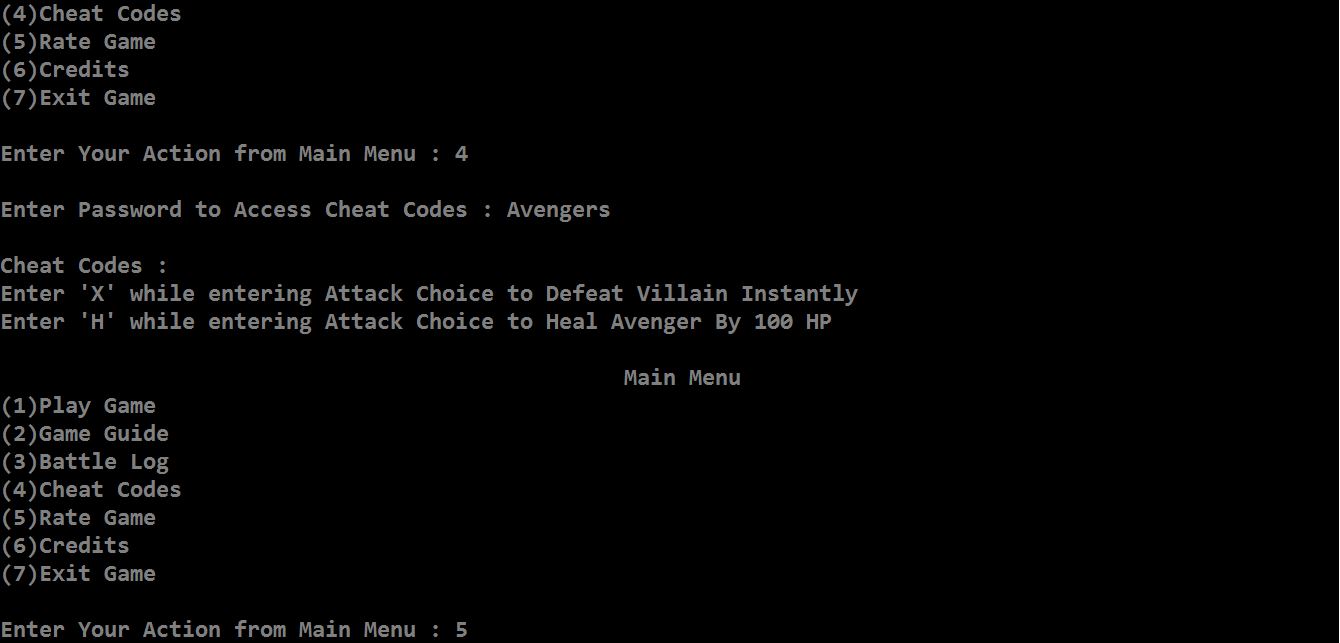 (4)Cheat Codes
(5)Rate Game
(6)Credits
(7)Exit Game
Enter Your Action from Main Menu : 4
Enter Password to Access Cheat Codes : Avengers
Cheat Codes :
Enter 'X' while entering Attack Choice to Defeat Villain Instantly
Enter 'H' while entering Attack Choice to Heal Avenger By 100 HP
Main Menu
(1)Play Game
(2)Game Guide
(3)Battle Log
(4)Cheat Codes
(5)Rate Game
(6)Credits
(7)Exit Game
Enter Your Action from Main Menu : 5